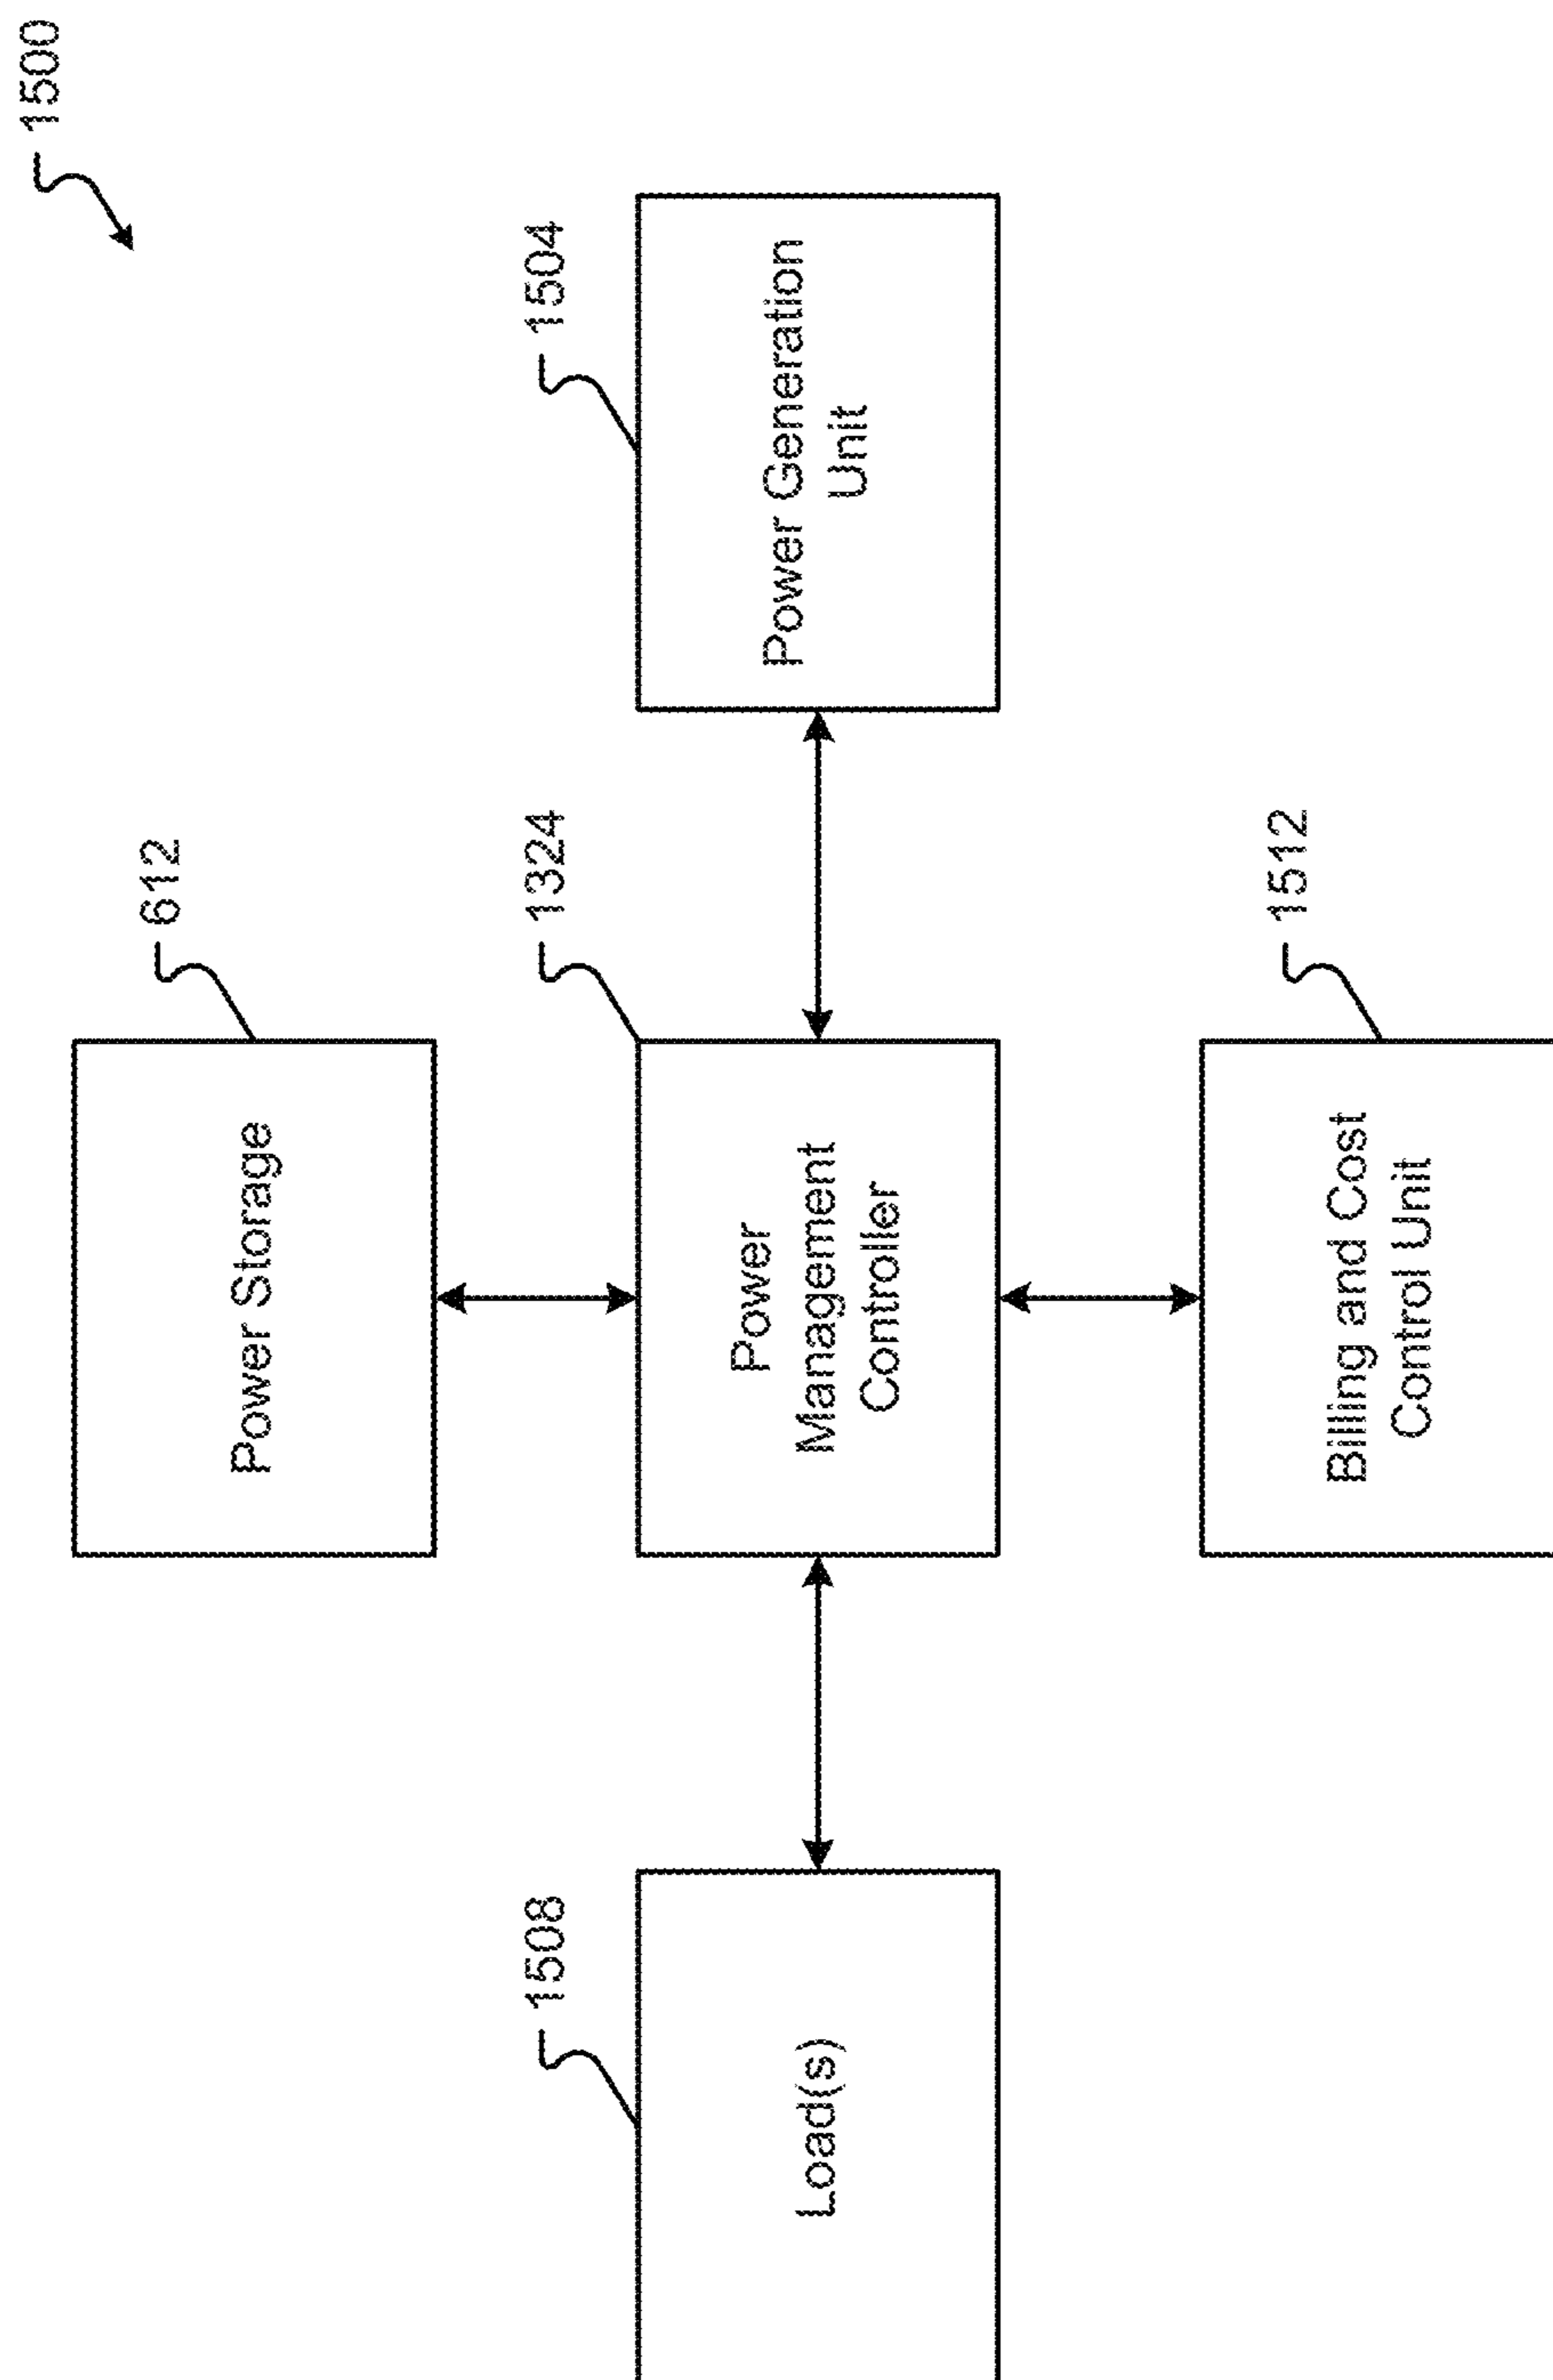 1500
612
Power Storage
1508
Load(s)
1324
Power
Management
Controller
1504
Power Generation
Unit
1512
Billing and Cost
Control Unit